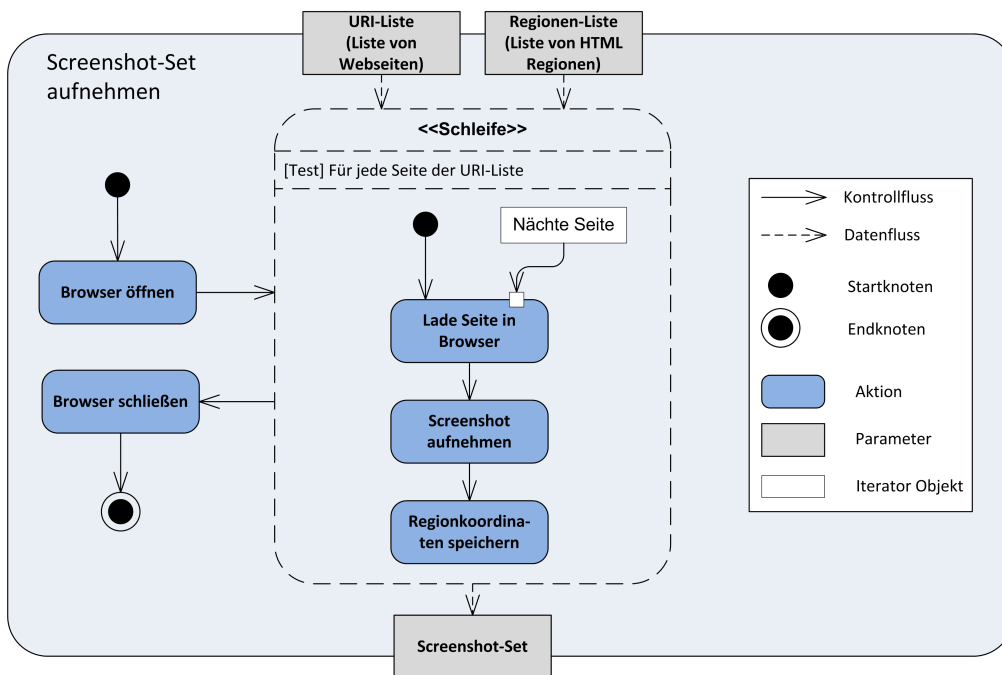 URI-Liste
(Liste von
Webseiten)
Regionen-Liste
(Liste von HTML
Regionen)
Screenshot-Set
aufnehmen
<<Schleife>>
[Test] Für jede Seite der URI-Liste
Nächte Seite
Browser öffnen
Lade Seite in
Browser
Browser schließen
Screenshot
aufnehmen
Regionkoordina-
ten speichern
Screenshot-Set
Kontrollfluss
Datenfluss
Startknoten
Endknoten
Aktion
Parameter
Iterator Objekt